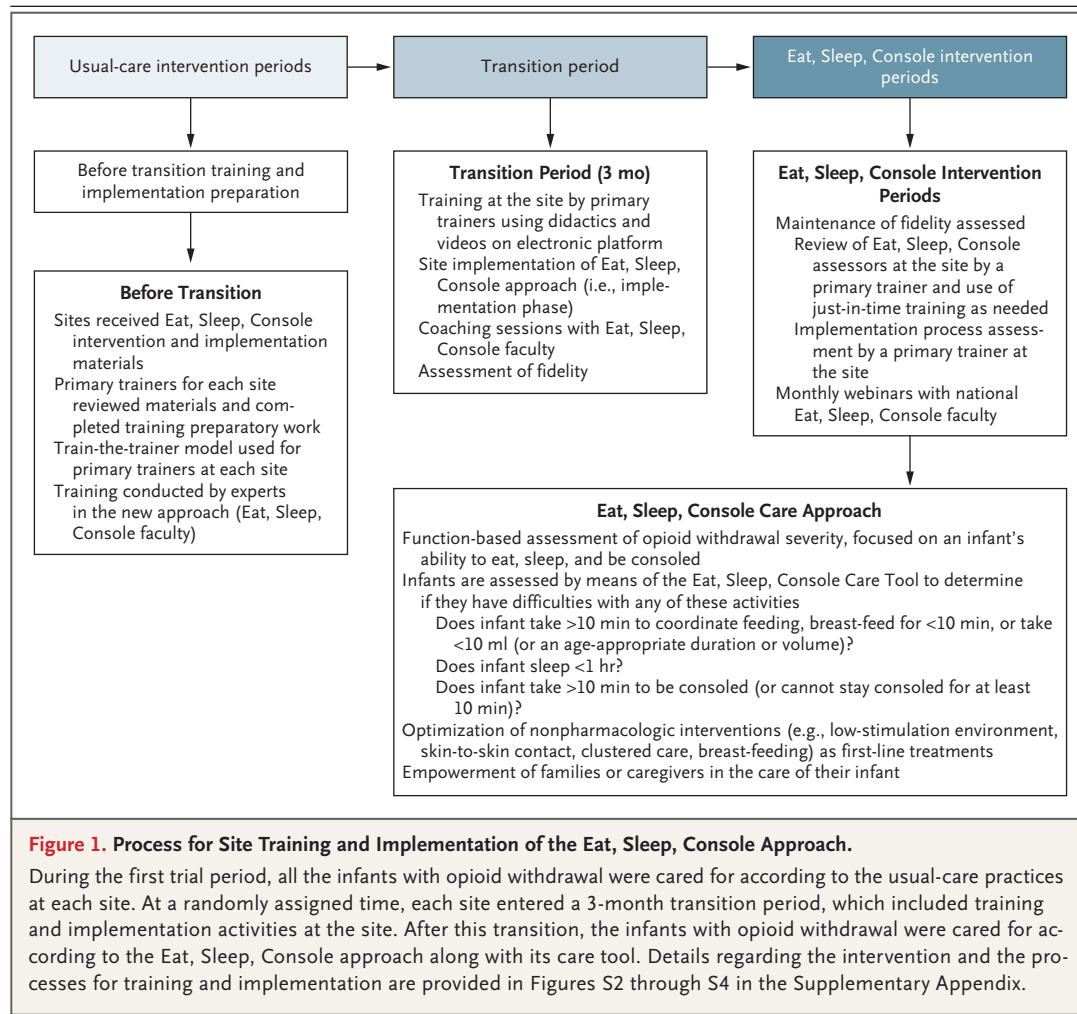 Usual-care intervention periods
Transition period
Eat, Sleep, Console intervention
periods
Before transition training and
implementation preparation
Before Transition
Sites received Eat, Sleep, Console
intervention and implementation
materials
Primary trainers for each site
reviewed materials and com-
pleted training preparatory work
Train-the-trainer model used for
primary trainers at each site
Training conducted by experts
in the new approach (Eat, Sleep,
Console faculty)
Transition Period (3 mo)
Training at the site by primary
trainers using didactics and
videos on electronic platform
Site implementation of Eat, Sleep,
Console approach (i.e., imple-
mentation phase)
Coaching sessions with Eat, Sleep,
Console faculty
Assessment of fidelity
Eat, Sleep, Console Intervention
Periods
Maintenance of fidelity assessed
Review of Eat, Sleep, Console
assessors at the site by a
primary trainer and use of
just-in-time training as needed
Implementation process assess-
ment by a primary trainer at
the site
Monthly webinars with national
Eat, Sleep, Console faculty
Eat, Sleep, Console Care Approach
Function-based assessment of opioid withdrawal severity, focused on an infant’s
ability to eat, sleep, and be consoled
Infants are assessed by means of the Eat, Sleep, Console Care Tool to determine
if they have difficulties with any of these activities
Does infant take >10 min to coordinate feeding, breast-feed for <10 min, or take
<10 ml (or an age-appropriate duration or volume)?
Does infant sleep <1 hr?
Does infant take >10 min to be consoled (or cannot stay consoled for at least
10 min)?
Optimization of nonpharmacologic interventions (e.g., low-stimulation environment,
skin-to-skin contact, clustered care, breast-feeding) as first-line treatments
Empowerment of families or caregivers in the care of their infant
Figure 1. Process for Site Training and Implementation of the Eat, Sleep, Console Approach.
During the first trial period, all the infants with opioid withdrawal were cared for according to the usual-care practices
at each site. At a randomly assigned time, each site entered a 3-month transition period, which included training
and implementation activities at the site. After this transition, the infants with opioid withdrawal were cared for ac-
cording to the Eat, Sleep, Console approach along with its care tool. Details regarding the intervention and the pro-
cesses for training and implementation are provided in Figures S2 through S4 in the Supplementary Appendix.